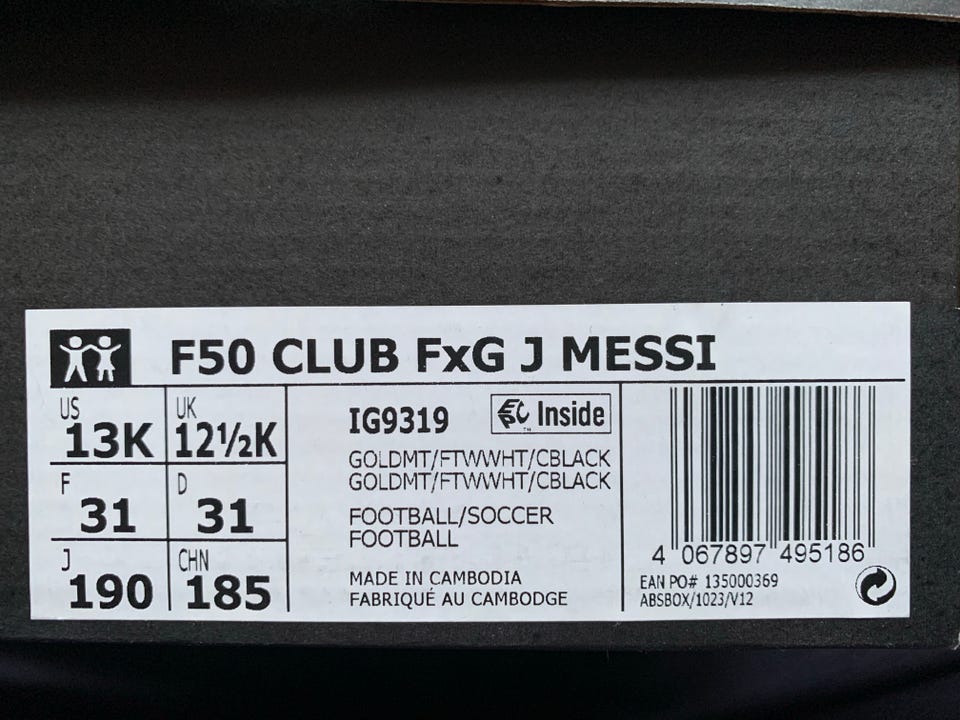 F50 CLUB FxG J MESSI
US 13K
UK 12½K
F 31
D 31
J 190
CHN 185
IG9319
EPC Inside
™
GOLDMT/FTWWHT/CBLACK
GOLDMT/FTWWHT/CBLACK
FOOTBALL/SOCCER
FOOTBALL
MADE IN CAMBODIA
FABRIQUÉ AU CAMBODGE
4 067897 495186
EAN PO# 135000369
ABSBOX/1023/V12